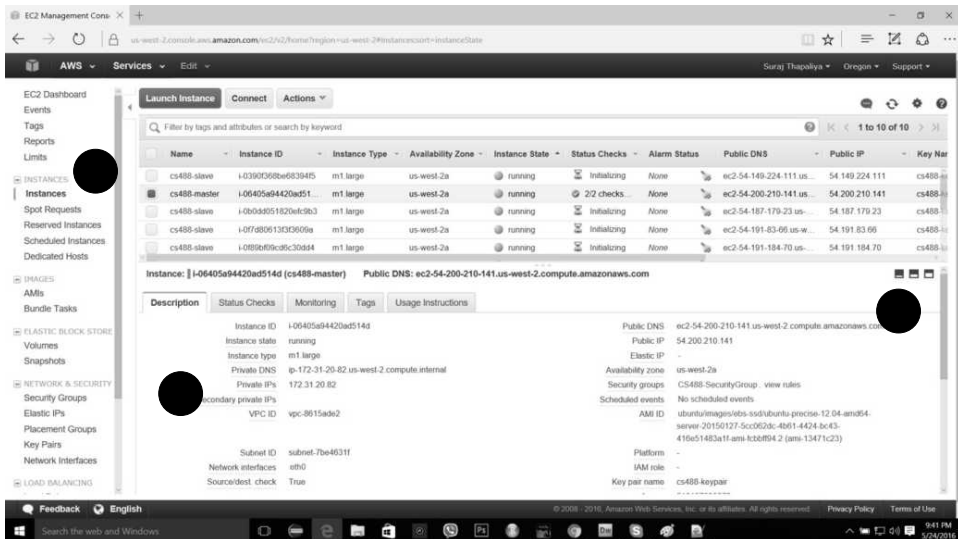 EC2 Management Conso
us-west-2.console.aws.amazon.com/ec2/v2/home?region=us-west-2#Instances:sort=instanceState
AWS Services Edit Suraj Thapaliya Oregon Support
EC2 Dashboard
Events
Tags
Reports
Limits
INSTANCES
Instances
Spot Requests
Reserved Instances
Scheduled Instances
Dedicated Hosts
IMAGES
AMIs
Bundle Tasks
ELASTIC BLOCK STORE
Volumes
Snapshots
NETWORK & SECURITY
Security Groups
Elastic IPs
Placement Groups
Key Pairs
Network Interfaces
LOAD BALANCING
Launch Instance Connect Actions
Filter by tags and attributes or search by keyword 1 to 10 of 10
Name Instance ID Instance Type Availability Zone Instance State Status Checks Alarm Status Public DNS Public IP Key Nar
cs488-slave i-0390f368be68394f5 m1.large us-west-2a running Initializing None ec2-54-149-224-111.us... 54.149.224.111
cs488-master i-06405a94420ad51... m1.large us-west-2a running 2/2 checks... None ec2-54-200-210-141.us... 54.200.210.141
cs488-slave i-0b0dd051820efc9b3 m1.large us-west-2a running Initializing None ec2-54-187-179-23.us-... 54.187.179.23
cs488-slave i-0f7d80613f3f3609a m1.large us-west-2a running Initializing None ec2-54-191-83-66.us-w... 54.191.83.66
cs488-slave i-0f89bf99cd6c30dd4 m1.large us-west-2a running Initializing None ec2-54-191-184-70.us-... 54.191.184.70
Instance: i-06405a94420ad514d (cs488-master) Public DNS: ec2-54-200-210-141.us-west-2.compute.amazonaws.com
Description Status Checks Monitoring Tags Usage Instructions
Instance ID i-06405a94420ad514d Public DNS ec2-54-200-210-141.us-west-2.compute.amazonaws.com
Instance state running Public IP 54.200.210.141
Instance type m1.large Elastic IP -
Private DNS ip-172-31-20-82.us-west-2.compute.internal Availability zone us-west-2a
Private IPs 172.31.20.82 Security groups CS488-SecurityGroup. view rules
private IPs Scheduled events No scheduled events
VPC ID vpc-8615ade2 AMI ID ubuntu/images/ebs-ssd/ubuntu-precise-12.04-amd64-
server-20150127-5cc062dc-4b61-4424-bc43-
416e51483a1f-ami-fcbbff94.2 (ami-13471c23)
Subnet ID subnet-7be4631f Platform -
Network interfaces eth0 IAM role -
Source/dest. check True Key pair name cs488-keypair
Feedback English © 2008 - 2016, Amazon Web Services, Inc. or its affiliates. All rights reserved. Privacy Policy Terms of Use
Search the web and Windows 9:41 PM
5/24/2016